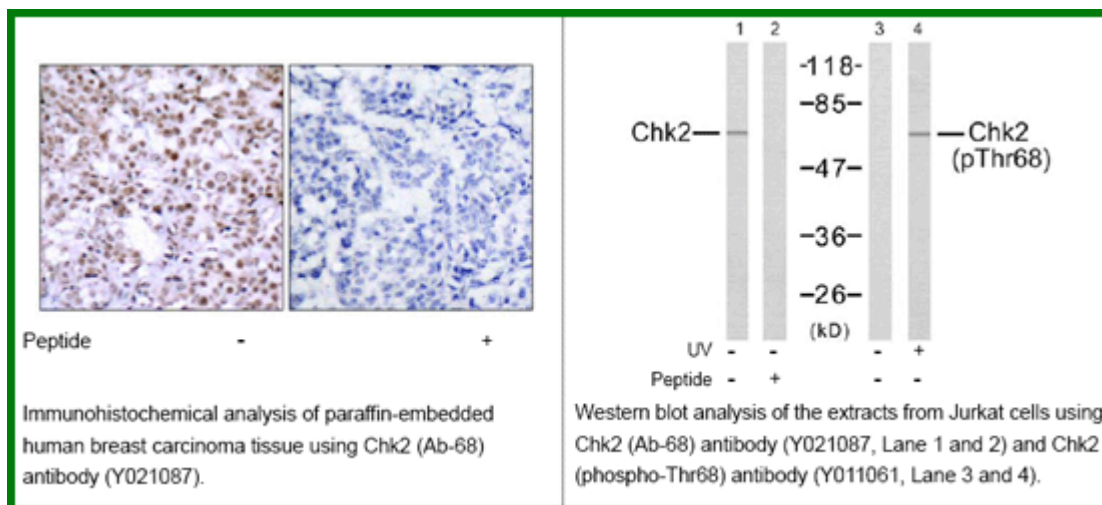 Peptide - +
Immunohistochemical analysis of paraffin-embedded
human breast carcinoma tissue using Chk2 (Ab-68)
antibody (Y021087).
1 2 3 4
-118-
-85-
Chk2 Chk2
(pThr68)
-47-
-36-
-26-
(kD)
UV - - +
Peptide - + - -
Western blot analysis of the extracts from Jurkat cells using
Chk2 (Ab-68) antibody (Y021087, Lane 1 and 2) and Chk2
(phospho-Thr68) antibody (Y011061, Lane 3 and 4).